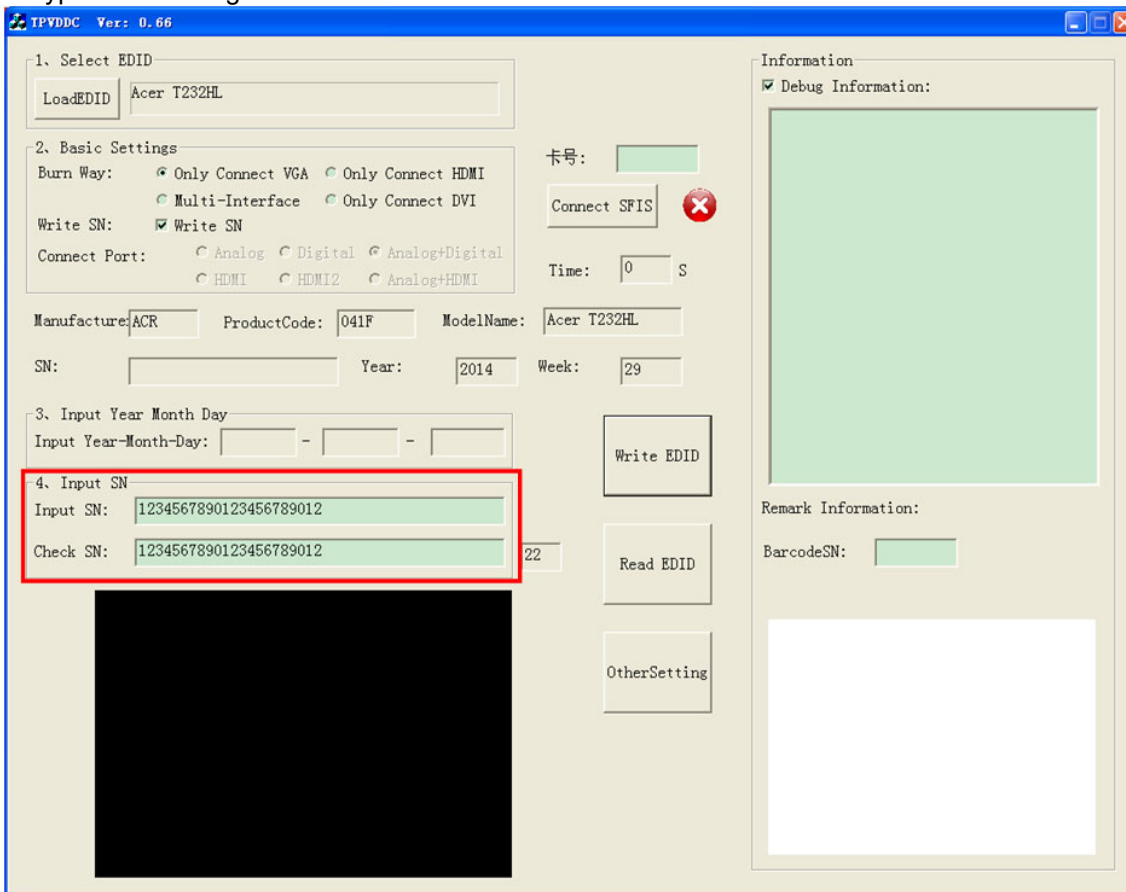 TPVDDC Ver: 0.66
1、Select EDID
LoadEDID Acer T232HL
2、Basic Settings
Burn Way: Only Connect VGA Only Connect HDMI
Multi-Interface Only Connect DVI
Write SN: Write SN
Connect Port: Analog Digital Analog+Digital
HDMI HDMI2 Analog+HDMI
卡号:
Connect SFIS
Time: 0 S
Manufacture: ACR ProductCode: 041F ModelName: Acer T232HL
SN: Year: 2014 Week: 29
3、Input Year Month Day
Input Year-Month-Day: - -
4、Input SN
Input SN: 1234567890123456789012
Check SN: 1234567890123456789012 22
Write EDID
Read EDID
OtherSetting
Information
Debug Information:
Remark Information:
BarcodeSN: